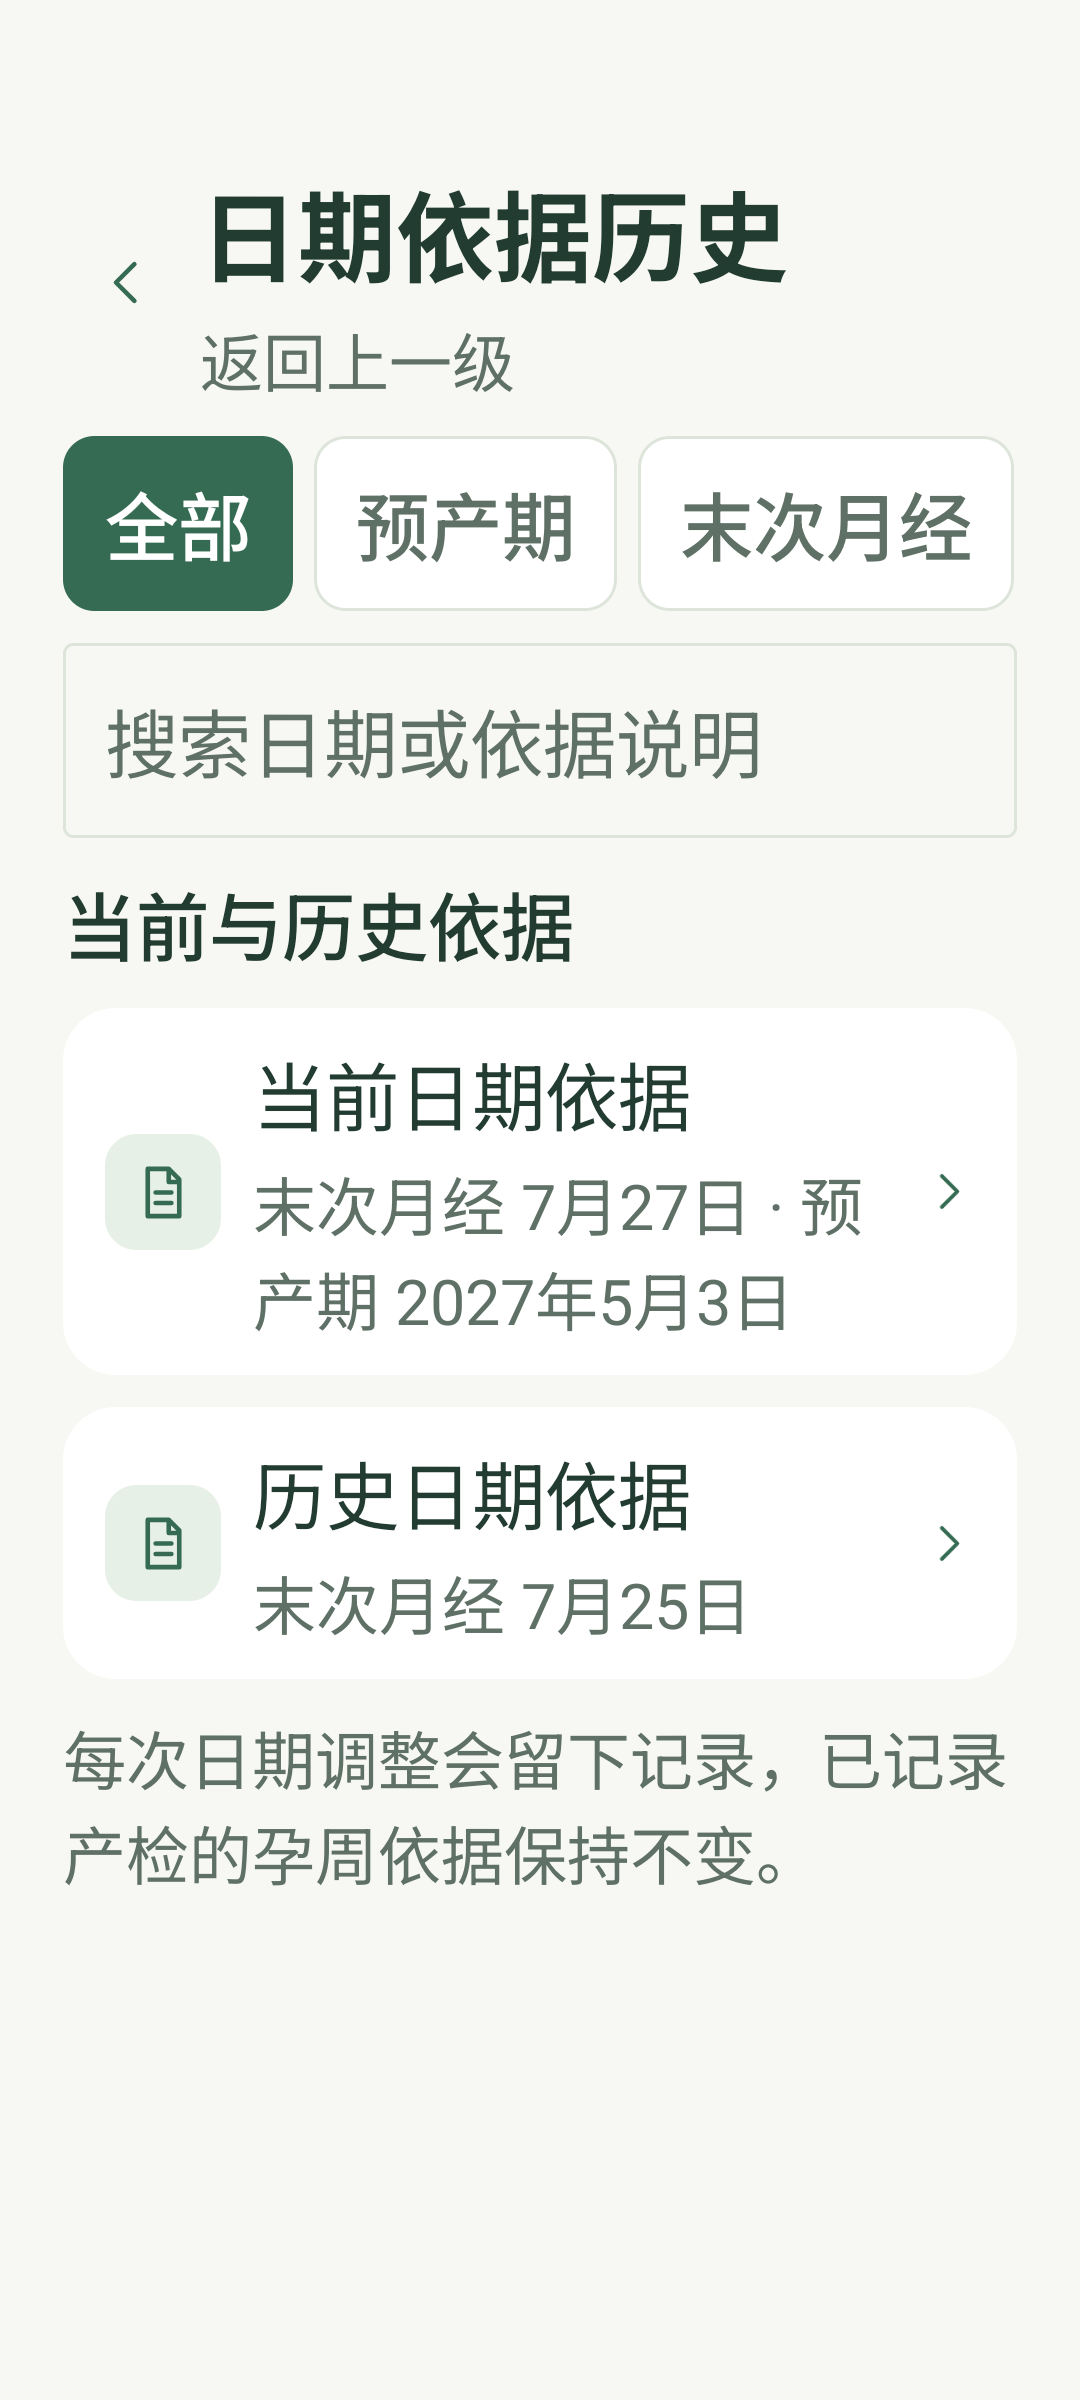 日期依据历史
返回上一级
全部
预产期
末次月经
搜索日期或依据说明
当前与历史依据
当前日期依据
末次月经 7月27日 · 预
产期 2027年5月3日
历史日期依据
末次月经 7月25日
每次日期调整会留下记录，已记录
产检的孕周依据保持不变。